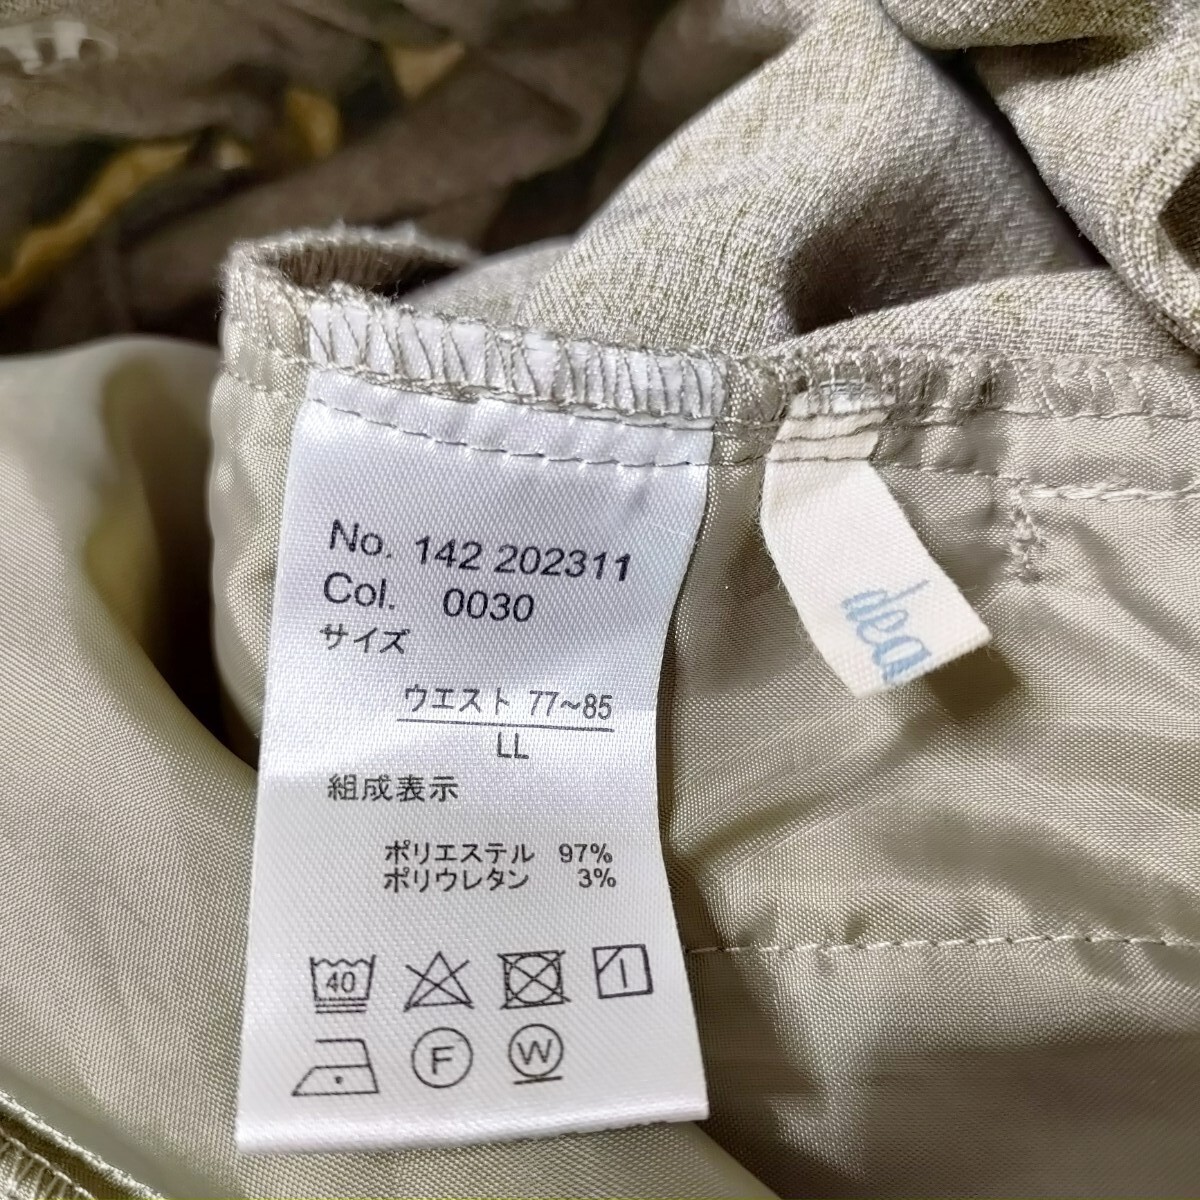 No. 142 202311
Col. 0030
サイズ
ウエスト 77~85
LL
組成表示
ポリエステル 97%
ポリウレタン 3%
40
F
W
dea